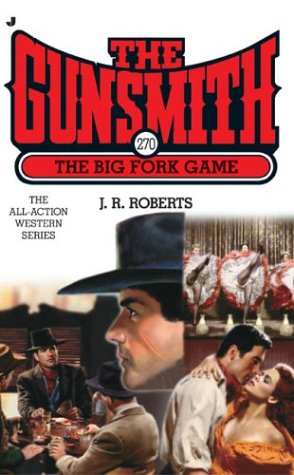 J
THE
GUNSMITH
270
THE BIG FORK GAME
THE
ALL-ACTION
WESTERN
SERIES
J. R. ROBERTS